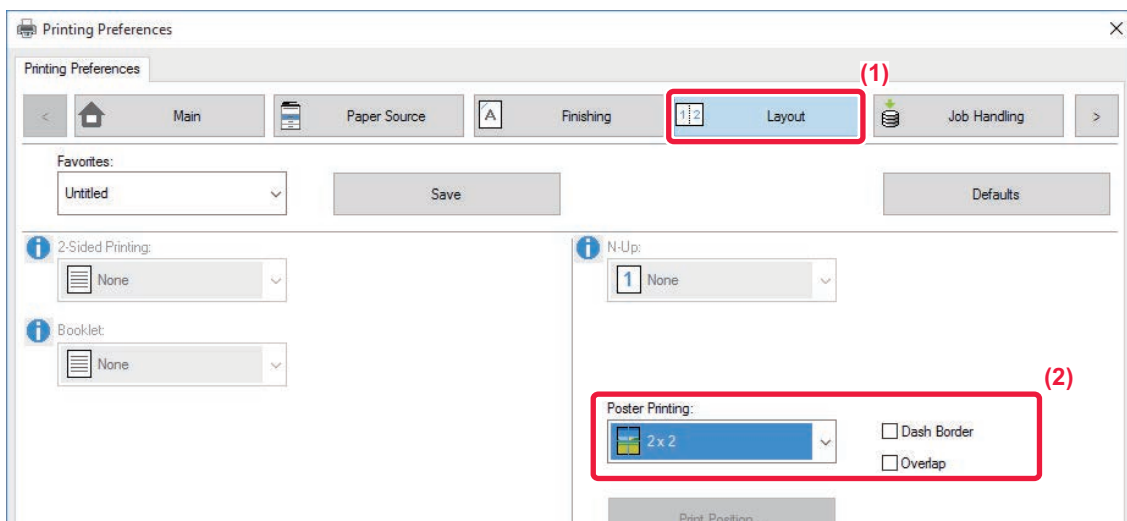 Printing Preferences
Printing Preferences
(1)
< Main Paper Source A Finishing 1 2 Layout Job Handling >
Favorites:
Untitled Save Defaults
2-Sided Printing:
None
Booklet:
None
N-Up:
1 None
(2)
Poster Printing:
2 x 2
Dash Border
Overlap
Print Position